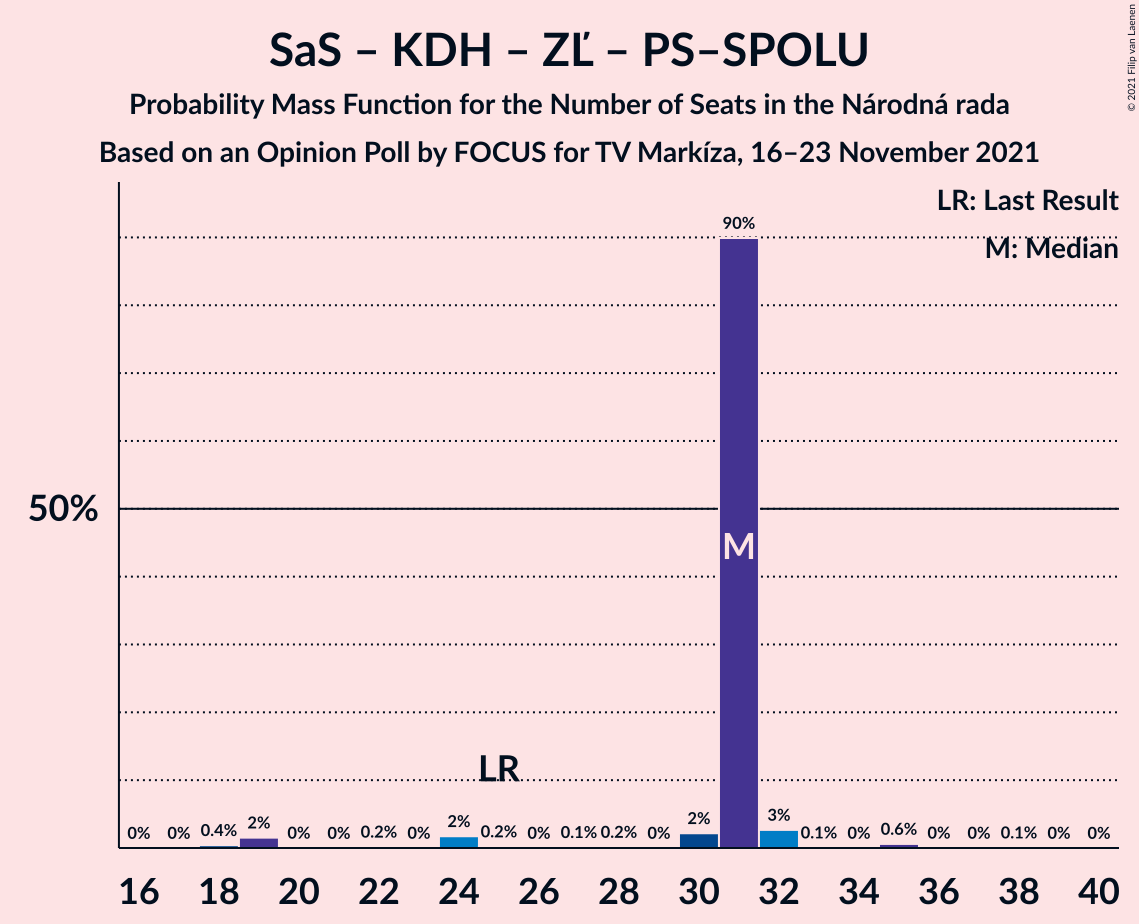 SaS – KDH – ZĽ – PS–SPOLU
Probability Mass Function for the Number of Seats in the Národná rada
Based on an Opinion Poll by FOCUS for TV Markíza, 16–23 November 2021
© 2021 Filip van Laenen
LR: Last Result
M: Median
90%
50%
M
LR
0% 0% 0.4% 2% 0% 0% 0.2% 0% 2% 0.2% 0% 0.1% 0.2% 0% 2% 3% 0.1% 0% 0.6% 0% 0% 0.1% 0% 0%
16 18 20 22 24 26 28 30 32 34 36 38 40